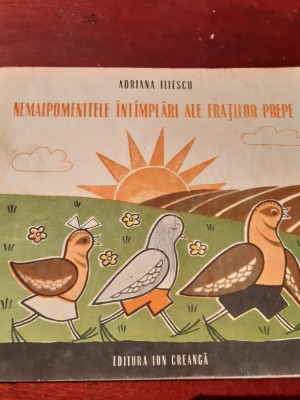 ADRIANA ILIESCU
NEMAIPOMENITELE ÎNTÎMPLĂRI ALE FRAȚILOR PREPE
EDITURA ION CREANGĂ